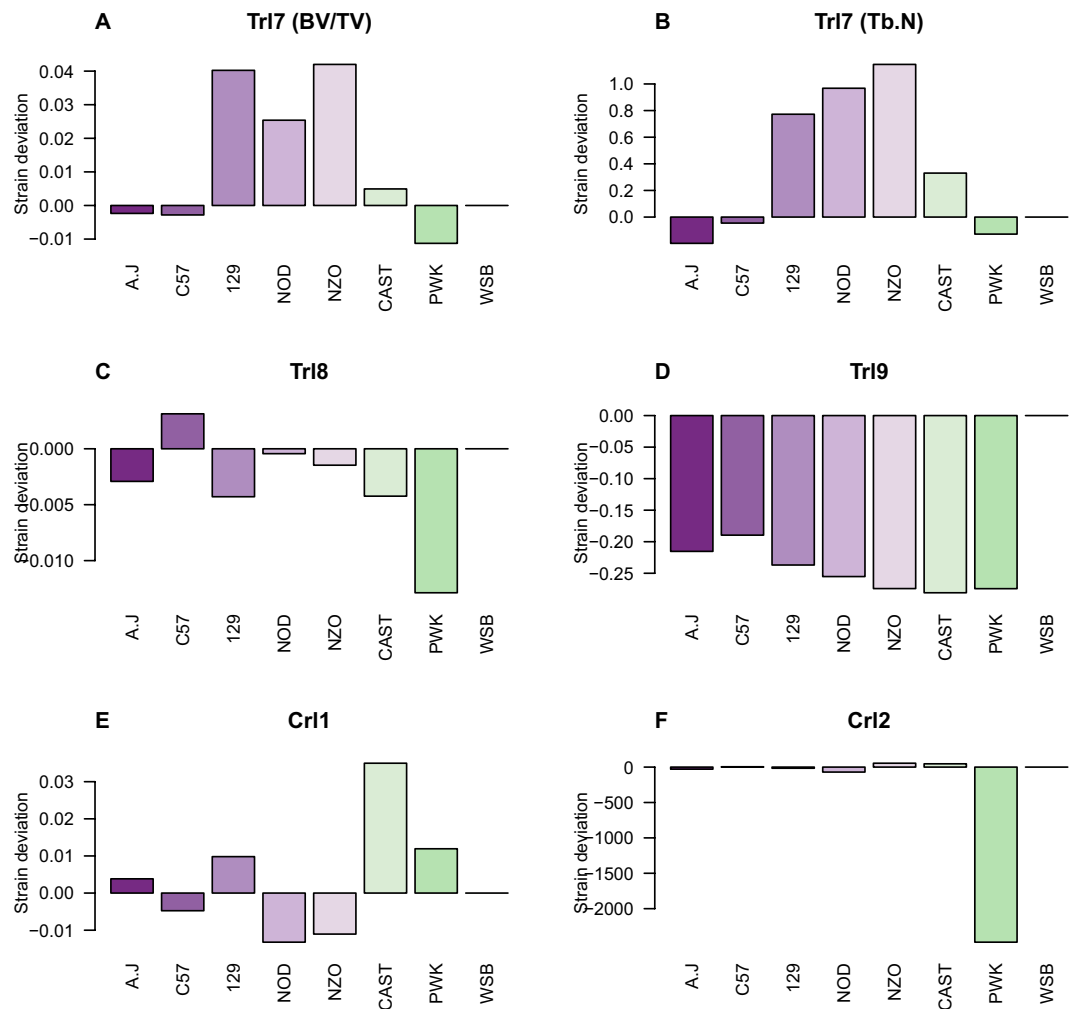 A Trl7 (BV/TV)
Strain deviation
0.04
0.03
0.02
0.01
0.00
−0.01
A.J C57 129 NOD NZO CAST PWK WSB
B Trl7 (Tb.N)
Strain deviation
1.0
0.8
0.6
0.4
0.2
0.0
A.J C57 129 NOD NZO CAST PWK WSB
C Trl8
Strain deviation
0.000
−0.005
−0.010
A.J C57 129 NOD NZO CAST PWK WSB
D Trl9
Strain deviation
0.00
−0.05
−0.10
−0.15
−0.20
−0.25
A.J C57 129 NOD NZO CAST PWK WSB
E Crl1
Strain deviation
0.03
0.02
0.01
0.00
−0.01
A.J C57 129 NOD NZO CAST PWK WSB
F Crl2
Strain deviation
0
−500
−1000
−1500
−2000
A.J C57 129 NOD NZO CAST PWK WSB